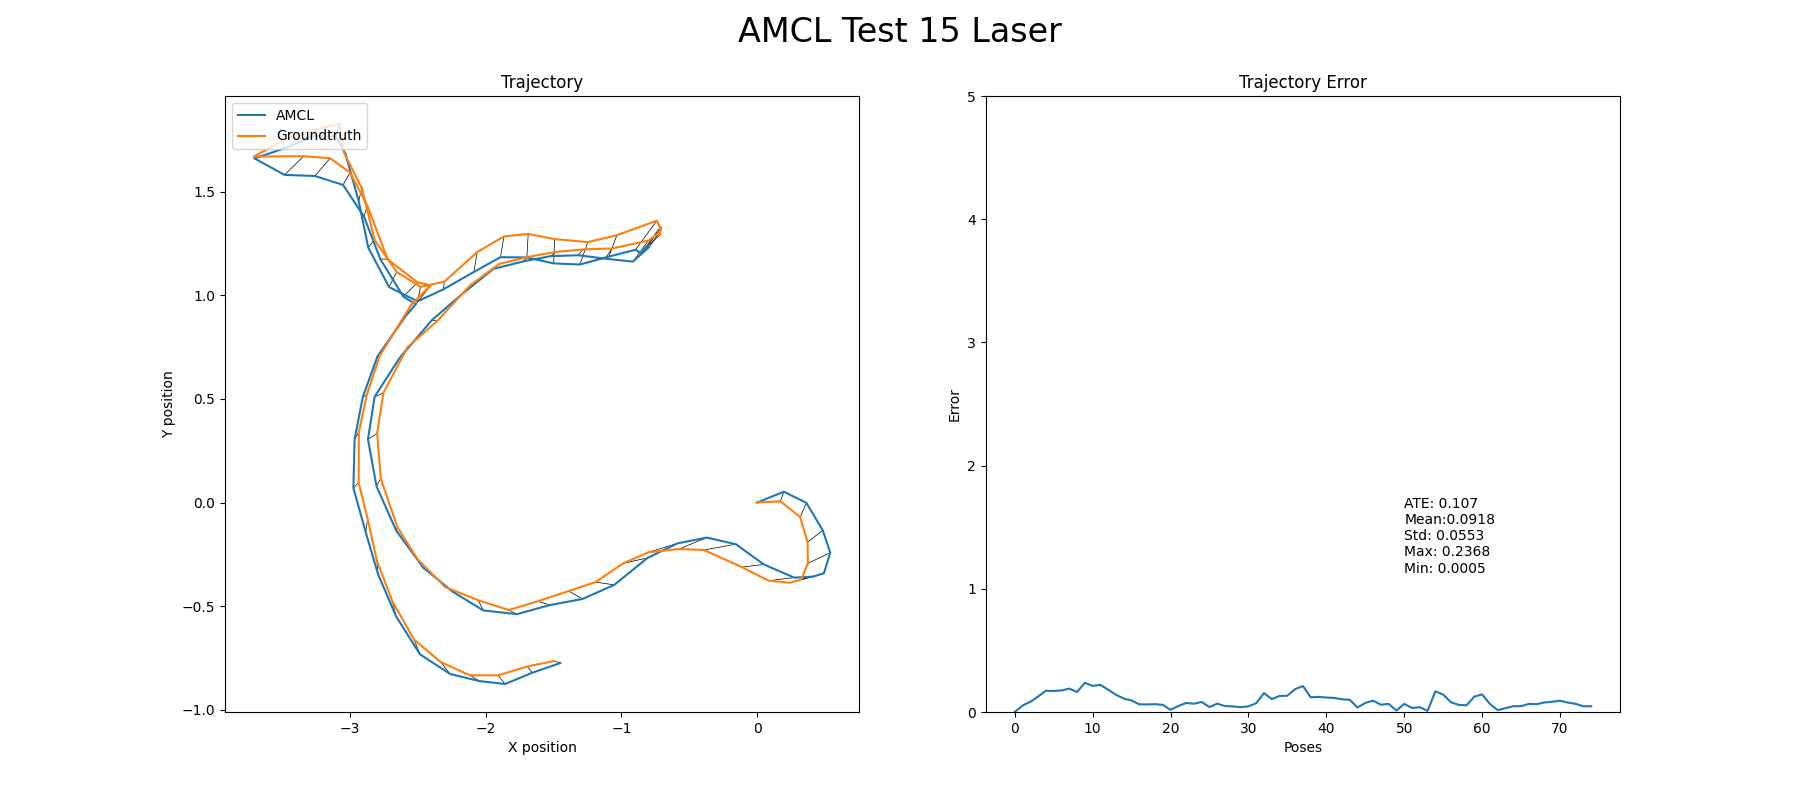 AMCL Test 15 Laser
Trajectory
AMCL
Groundtruth
1.5
1.0
0.5
0.0
−0.5
−1.0
Y position
−3
−2
−1
0
X position
Trajectory Error
5
4
3
2
1
0
Error
ATE: 0.107
Mean:0.0918
Std: 0.0553
Max: 0.2368
Min: 0.0005
0
10
20
30
40
50
60
70
Poses